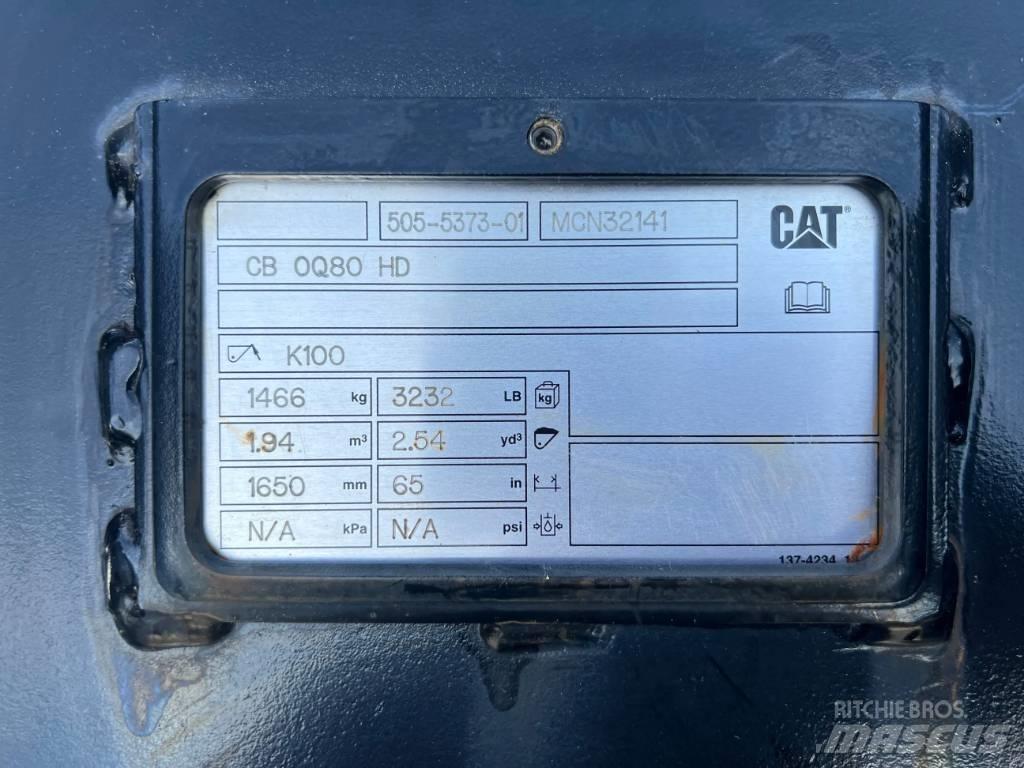 505-5373-01 MCN32141 CAT®
CB 0Q80 HD
K100
1466 kg 3232 LB kg
1.94 m³ 2.54 yd³
1650 mm 65 in
N/A kPa N/A psi
137-4234
RITCHIE BROS.
MASCUS